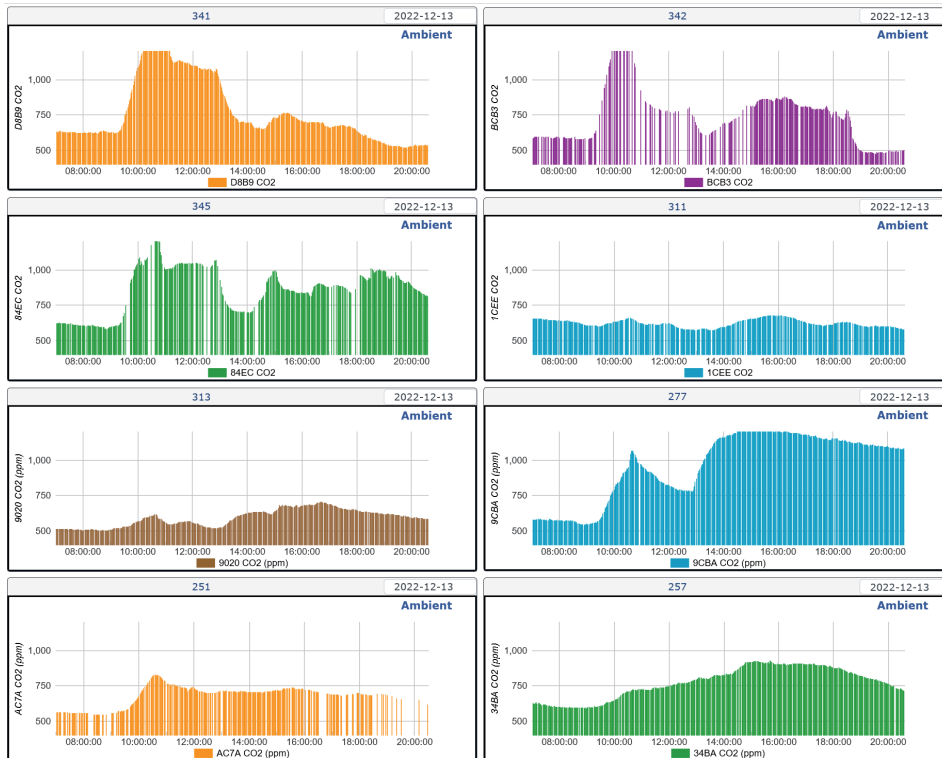 341 2022-12-13
Ambient
D8B9 CO2
1,000
750
500
08:00:00 10:00:00 12:00:00 14:00:00 16:00:00 18:00:00 20:00:00
D8B9 CO2
342 2022-12-13
Ambient
BCB3 CO2
1,000
750
500
08:00:00 10:00:00 12:00:00 14:00:00 16:00:00 18:00:00 20:00:00
BCB3 CO2
345 2022-12-13
Ambient
84EC CO2
1,000
750
500
08:00:00 10:00:00 12:00:00 14:00:00 16:00:00 18:00:00 20:00:00
84EC CO2
311 2022-12-13
Ambient
1CEE CO2
1,000
750
500
08:00:00 10:00:00 12:00:00 14:00:00 16:00:00 18:00:00 20:00:00
1CEE CO2
313 2022-12-13
Ambient
9020 CO2 (ppm)
1,000
750
500
08:00:00 10:00:00 12:00:00 14:00:00 16:00:00 18:00:00 20:00:00
9020 CO2 (ppm)
277 2022-12-13
Ambient
9CBA CO2 (ppm)
1,000
750
500
08:00:00 10:00:00 12:00:00 14:00:00 16:00:00 18:00:00 20:00:00
9CBA CO2 (ppm)
251 2022-12-13
Ambient
AC7A CO2 (ppm)
1,000
750
500
08:00:00 10:00:00 12:00:00 14:00:00 16:00:00 18:00:00 20:00:00
AC7A CO2 (ppm)
257 2022-12-13
Ambient
34BA CO2 (ppm)
1,000
750
500
08:00:00 10:00:00 12:00:00 14:00:00 16:00:00 18:00:00 20:00:00
34BA CO2 (ppm)